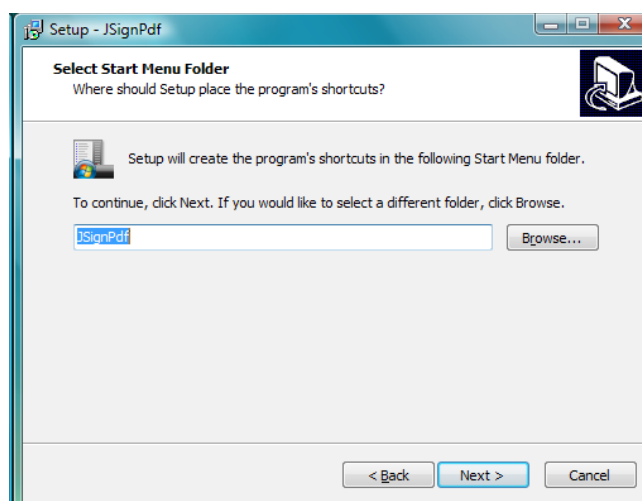 Setup - JSignPdf
Select Start Menu Folder
Where should Setup place the program's shortcuts?
Setup will create the program's shortcuts in the following Start Menu folder.
To continue, click Next. If you would like to select a different folder, click Browse.
JSignPdf
Browse...
< Back
Next >
Cancel